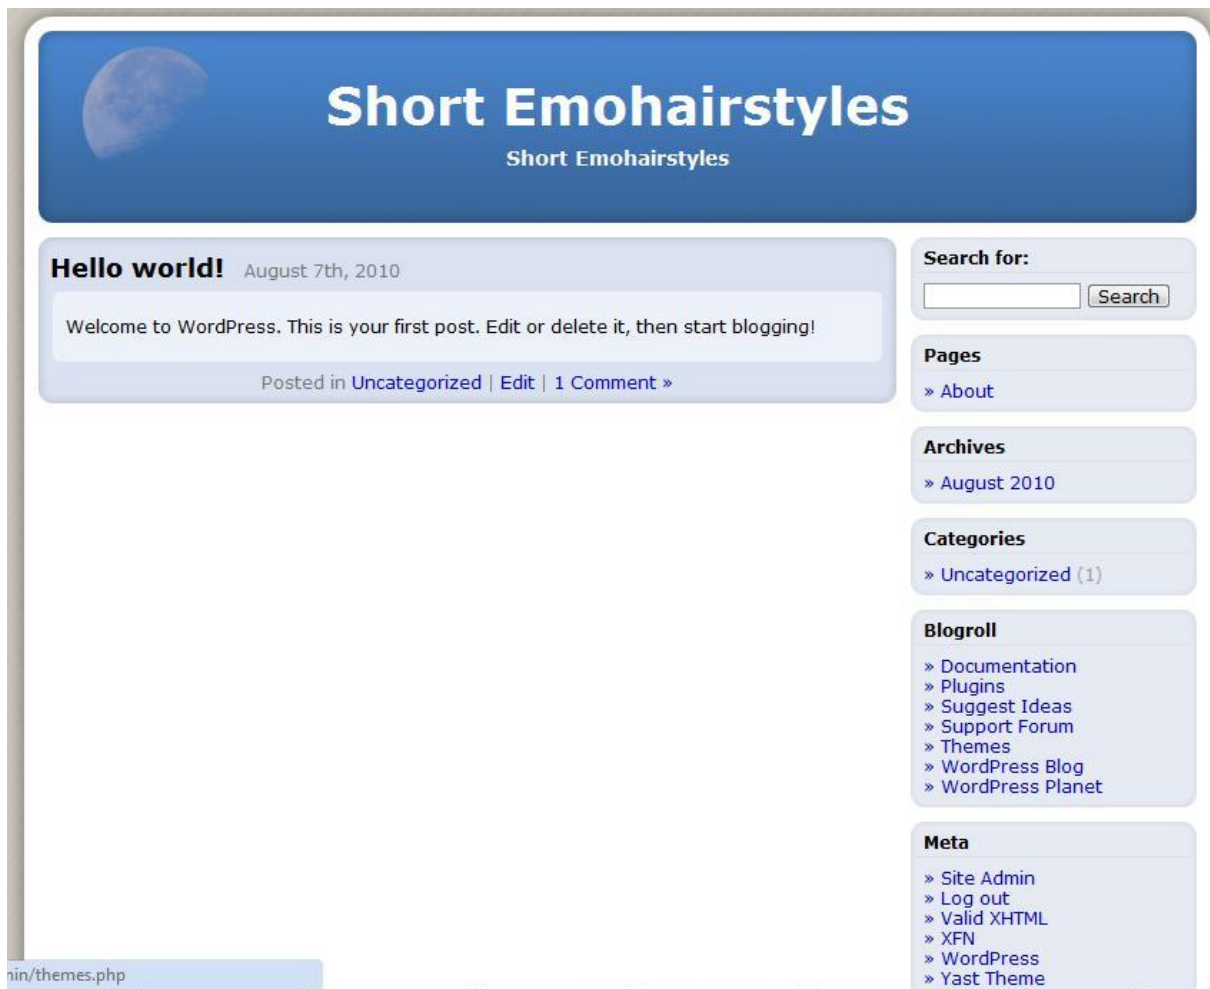 Short Emohairstyles
Short Emohairstyles
Hello world! August 7th, 2010
Welcome to WordPress. This is your first post. Edit or delete it, then start blogging!
Posted in Uncategorized | Edit | 1 Comment »
Search for:
Search
Pages
» About
Archives
» August 2010
Categories
» Uncategorized (1)
Blogroll
» Documentation
» Plugins
» Suggest Ideas
» Support Forum
» Themes
» WordPress Blog
» WordPress Planet
Meta
» Site Admin
» Log out
» Valid XHTML
» XFN
» WordPress
» Yast Theme
/themes.php